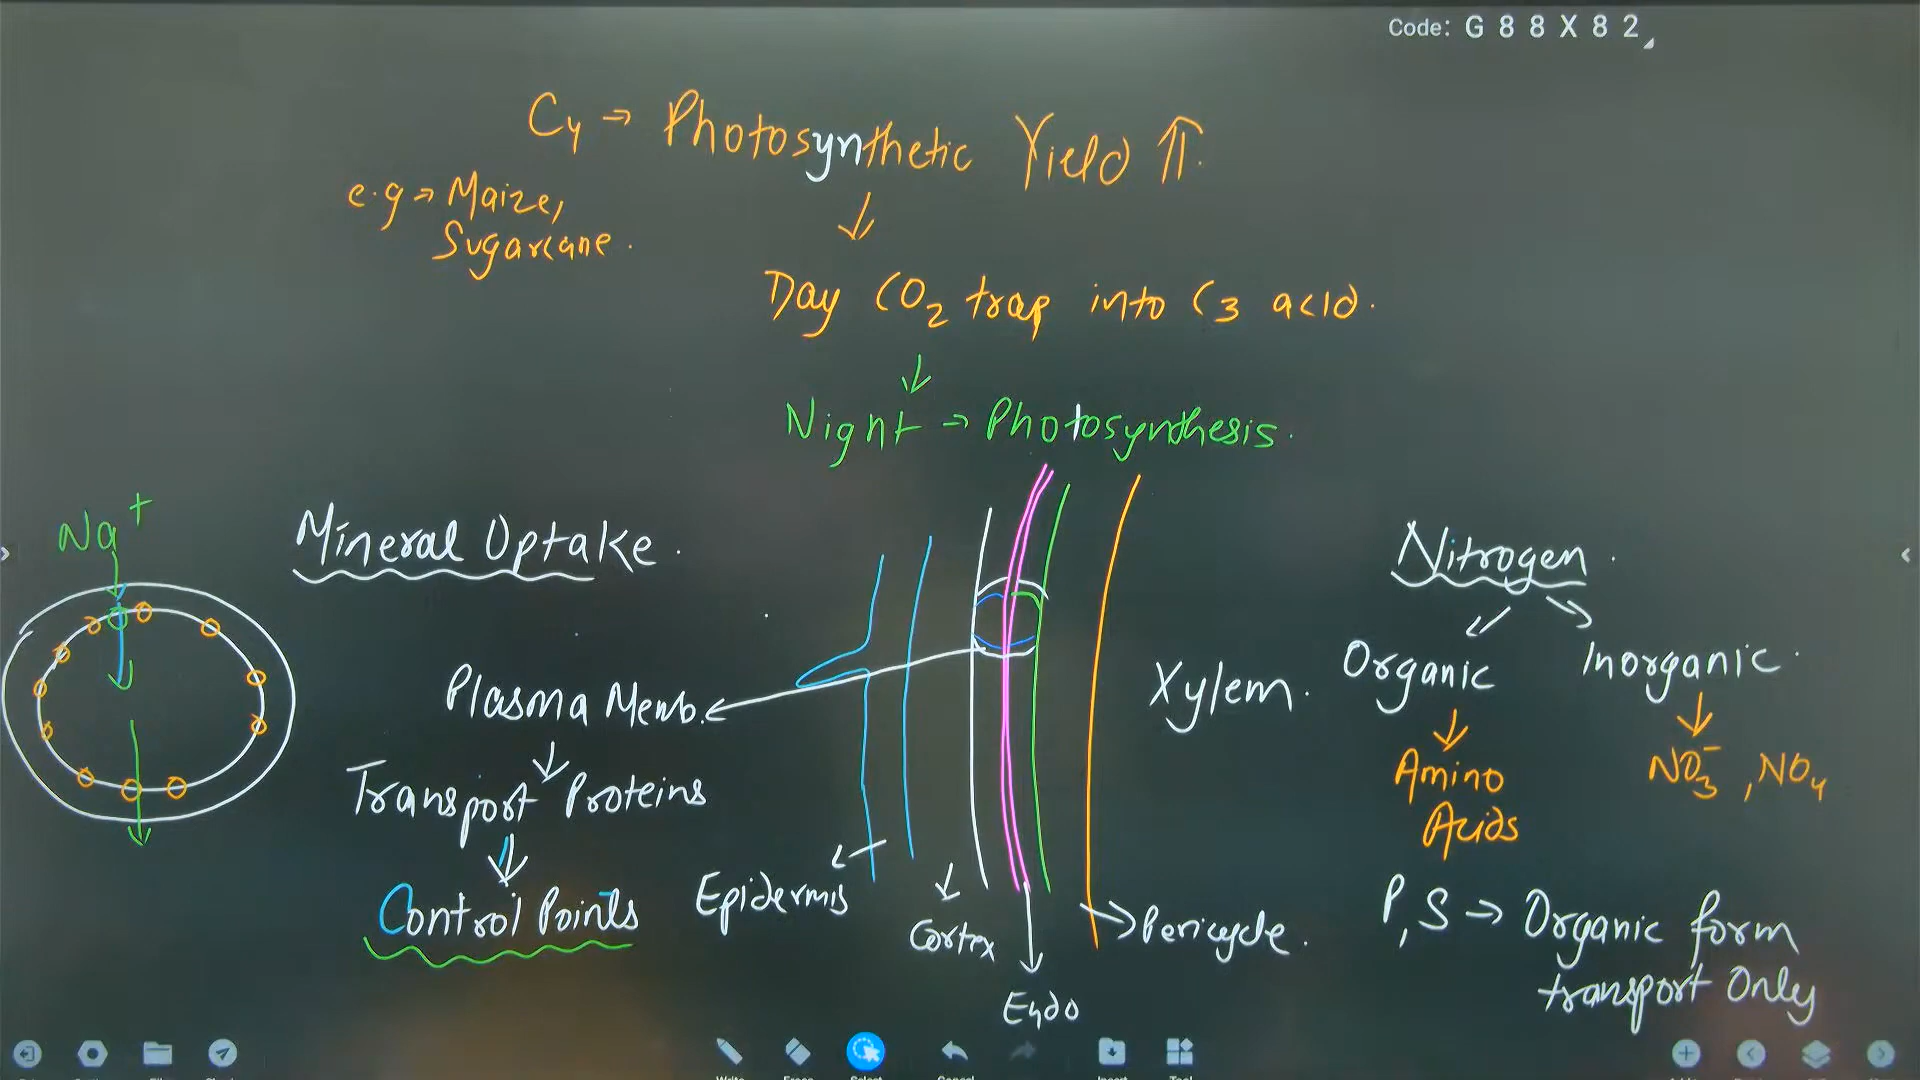 Code: G 8 8 X 8 2
C4 → Photosynthetic Yield ⇑.
e.g → Maize,
Sugarcane.
↓
Day CO2 trap into C3 acid.
↓
Night → Photosynthesis.
Na+
Mineral Uptake.
Plasma Memb.
↓
Transport Proteins
↓
Control Points
Epidermis
Cortex
Endo
Pericycle.
Xylem.
Nitrogen.
Organic
Inorganic.
↓
Amino
Acids
↓
NO3-, NO4
P, S → Organic form
transport Only